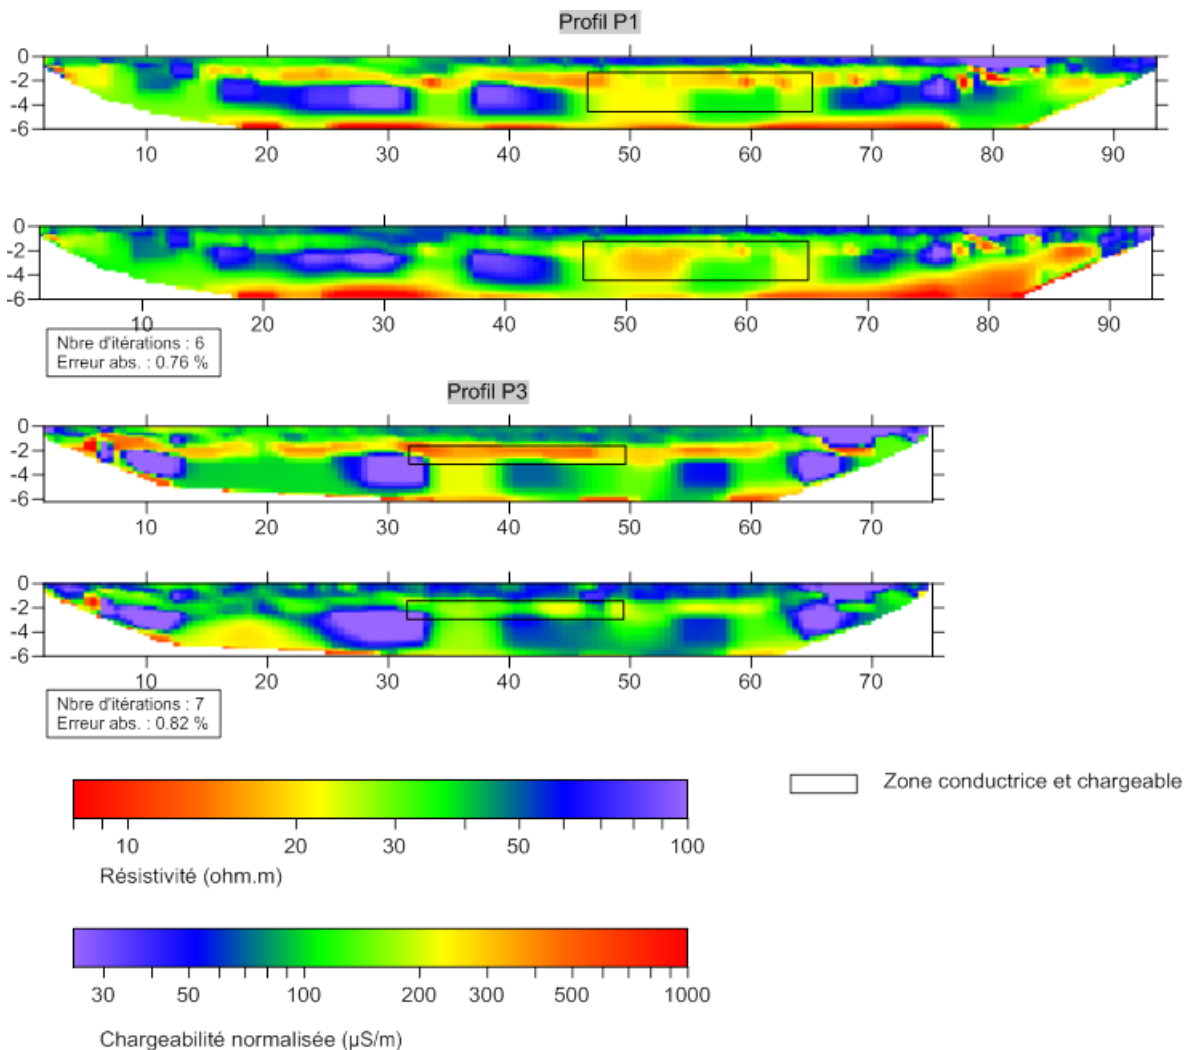 Profil P1
0
-2
-4
-6
10 20 30 40 50 60 70 80 90
0
-2
-4
-6
10 20 30 40 50 60 70 80 90
Nbre d'itérations : 6
Erreur abs. : 0.76 %
Profil P3
0
-2
-4
-6
10 20 30 40 50 60 70
0
-2
-4
-6
10 20 30 40 50 60 70
Nbre d'itérations : 7
Erreur abs. : 0.82 %
10 20 30 50 100
Résistivité (ohm.m)
Zone conductrice et chargeable
30 50 100 200 300 500 1000
Chargeabilité normalisée (µS/m)